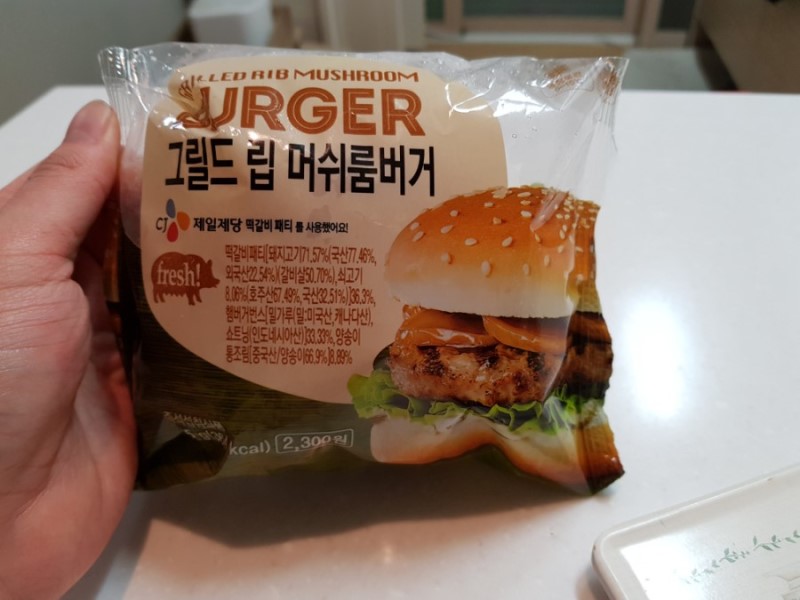 LLED RIB MUSHROOM
BURGER
그릴드 립 머쉬룸버거
CJ 제일제당 떡갈비 패티 를 사용했어요!
fresh!
떡갈비패티[돼지고기71.57%(국산77.46%,
외국산22.54%)(갈비살50.70%), 쇠고기
8.06%(호주산67.49%, 국산32.51%)]36.3%,
햄버거번스[밀가루(밀:미국산,캐나다산),
쇼트닝(인도네시아산)]33.33%, 양송이
통조림[중국산/양송이66.9%]8.89%
kcal) 2,300원